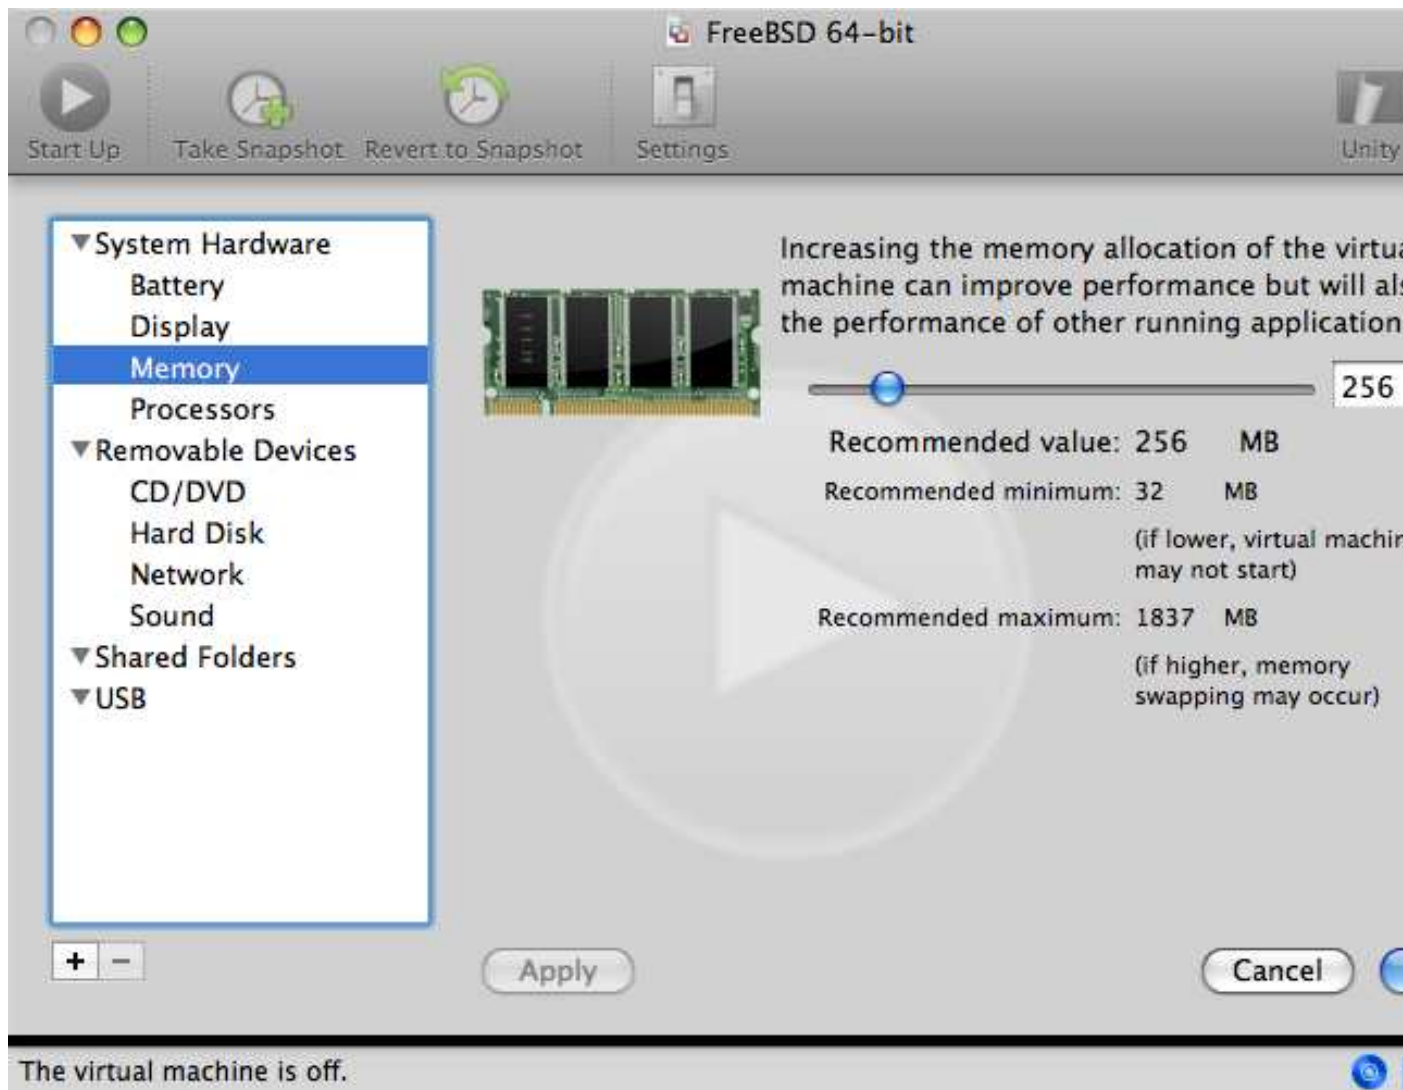 FreeBSD 64-bit
Start Up
Take Snapshot
Revert to Snapshot
Settings
Unity
System Hardware
Battery
Display
Memory
Processors
Removable Devices
CD/DVD
Hard Disk
Network
Sound
Shared Folders
USB
Increasing the memory allocation of the virtua
machine can improve performance but will als
the performance of other running application
256
Recommended value: 256 MB
Recommended minimum: 32 MB
(if lower, virtual machin
may not start)
Recommended maximum: 1837 MB
(if higher, memory
swapping may occur)
+ −
Apply
Cancel
The virtual machine is off.